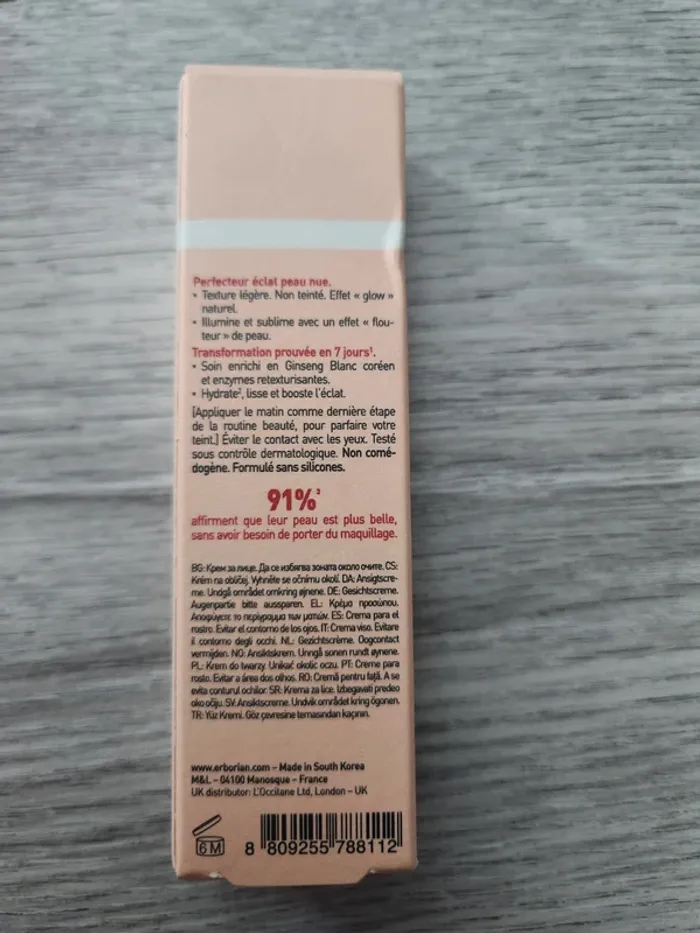 Perfecteur éclat peau nue.
• Texture légère. Non teinté. Effet « glow »
naturel.
• Illumine et sublime avec un effet « flou-
teur » de peau.
Transformation prouvée en 7 jours¹.
• Soin enrichi en Ginseng Blanc coréen
et enzymes retexturisantes.
• Hydrate², lisse et booste l'éclat.
[Appliquer le matin comme dernière étape
de la routine beauté, pour parfaire votre
teint.] Éviter le contact avec les yeux. Testé
sous contrôle dermatologique. Non comé-
dogène. Formulé sans silicones.
91%³
affirment que leur peau est plus belle,
sans avoir besoin de porter du maquillage.
BG: Крем за лице. Да се избягва зоната около очите. CS:
Krém na obličej. Vyhněte se očnímu okolí. DA: Ansigtscre-
me. Undgå området omkring øjnene. DE: Gesichtscreme.
Augenpartie bitte aussparen. EL: Κρέμα προσώπου.
Αποφύγετε το περίγραμμα των ματιών. ES: Crema para el
rostro. Evitar el contorno de los ojos. IT: Crema viso. Evitare
il contorno degli occhi. NL: Gezichtscrème. Oogcontact
vermijden. NO: Ansiktskrem. Unngå sonen rundt øynene.
PL: Krem do twarzy. Unikać okolic oczu. PT: Creme para
rosto. Evitar a área dos olhos. RO: Cremă pentru față. A se
evita conturul ochilor. SR: Krema za lice. Izbegavati predeo
oko očiju. SV: Ansiktscreme. Undvik området kring ögonen.
TR: Yüz Kremi. Göz çevresine temasından kaçının.
www.erborian.com – Made in South Korea
M&L – 04100 Manosque – France
UK distributor: L'Occitane Ltd, London – UK
6 M
8 809255 788112